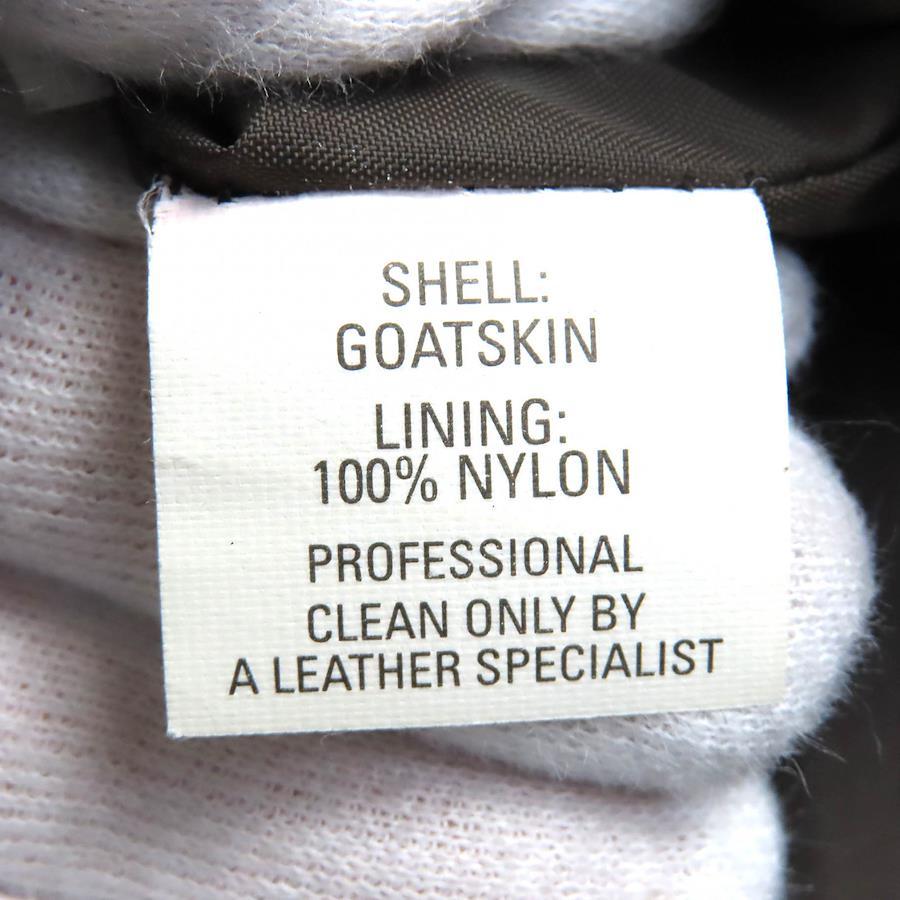 SHELL:
GOATSKIN
LINING:
100% NYLON
PROFESSIONAL
CLEAN ONLY BY
A LEATHER SPECIALIST